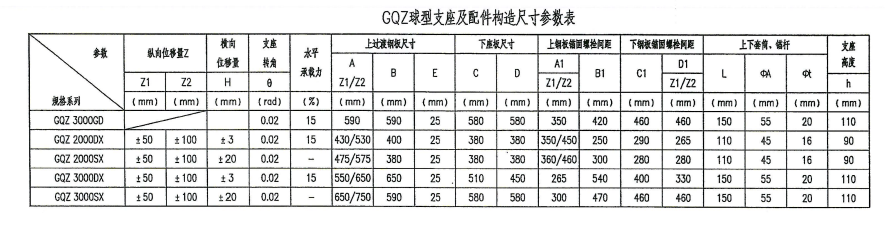 GQZ球型支座及配件构造尺寸参数表
参数 规格系列 纵向位移量Z 横向位移量 支座转角 水平承载力 上过渡钢板尺寸 下座板尺寸 上钢板锚固螺栓间距 下钢板锚固螺栓间距 上下套筒、锚杆 支座高度
Z1 Z2 H θ A Z1/Z2 B E C D A1 Z1/Z2 B1 C1 D1 Z1/Z2 L ΦA Φt h
(mm) (mm) (mm) (rad) (%) (mm) (mm) (mm) (mm) (mm) (mm) (mm) (mm) (mm) (mm) (mm) (mm) (mm)
GQZ 3000GD 0.02 15 590 590 25 580 580 350 420 460 460 150 55 20 110
GQZ 2000DX ±50 ±100 ±3 0.02 15 430/530 400 25 380 380 350/450 250 290 265 110 45 16 90
GQZ 2000SX ±50 ±100 ±20 0.02 – 475/575 380 25 380 380 360/460 300 280 280 110 45 16 90
GQZ 3000DX ±50 ±100 ±3 0.02 15 550/650 650 25 510 450 265 540 400 330 150 55 20 110
GQZ 3000SX ±50 ±100 ±20 0.02 – 650/750 590 25 580 580 300 470 460 460 150 55 20 110